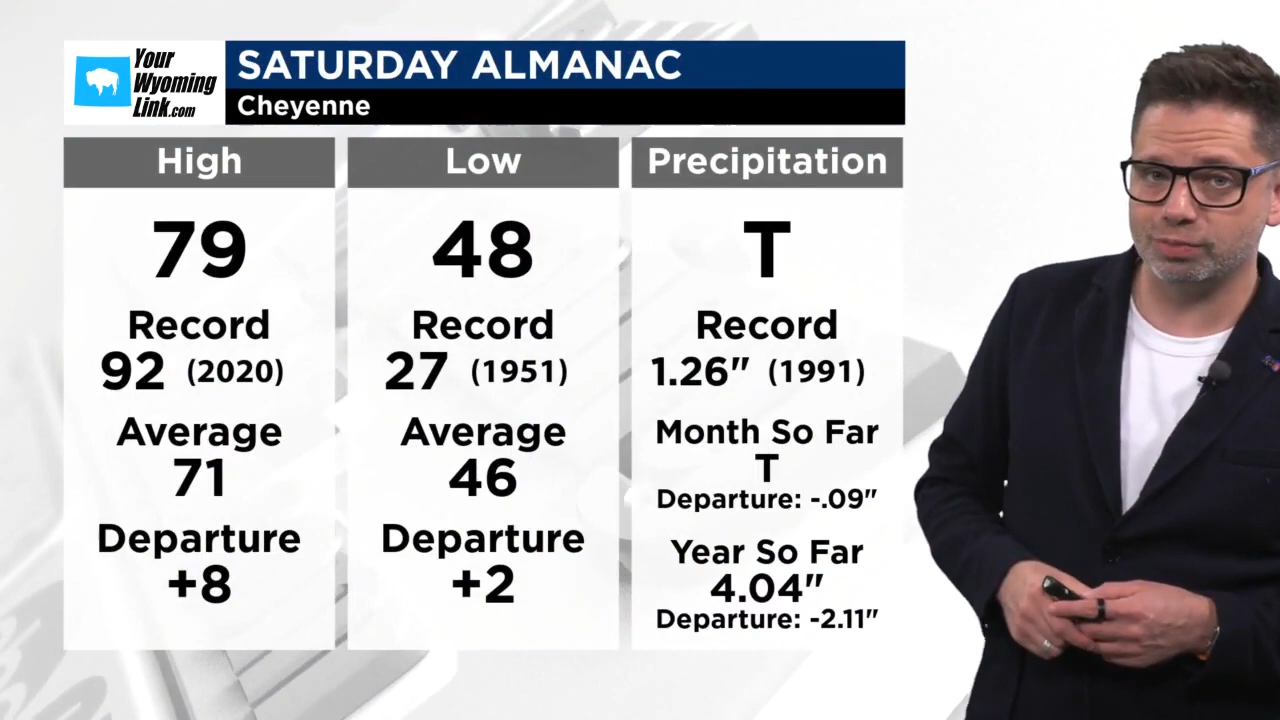 Your
Wyoming
Link.com
SATURDAY ALMANAC
Cheyenne
High
79
Record
92 (2020)
Average
71
Departure
+8
Low
48
Record
27 (1951)
Average
46
Departure
+2
Precipitation
T
Record
1.26" (1991)
Month So Far
T
Departure: -.09"
Year So Far
4.04"
Departure: -2.11"